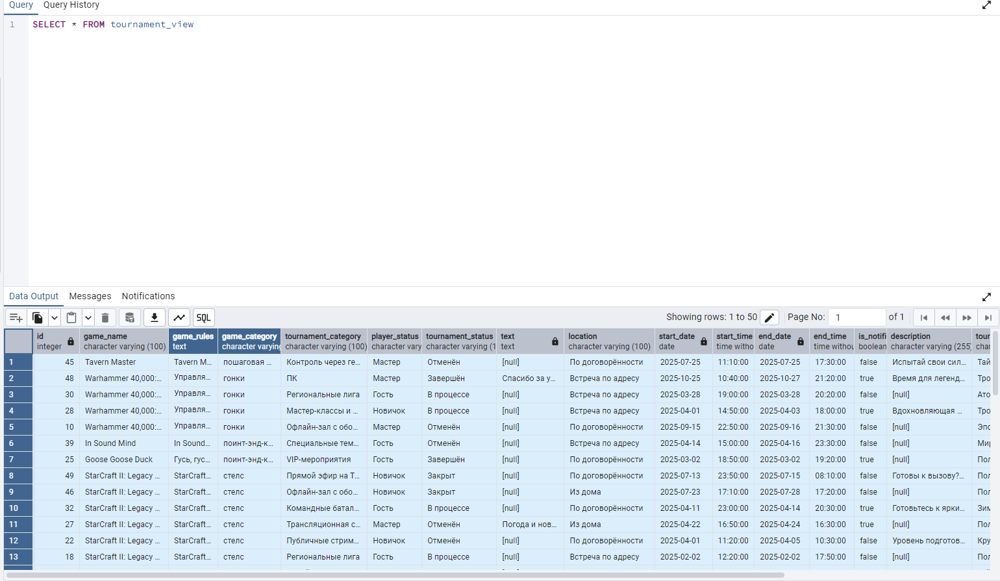 Query Query History
1 SELECT * FROM tournament_view
Data Output Messages Notifications
SQL Showing rows: 1 to 50 Page No: 1 of 1
id game_name game_rules game_category tournament_category player_status tournament_status text location start_date start_time end_date end_time is_notifi description tour
integer character varying (100) text character varying character varying (100) character vary character varying (1 text character varying (100) date time witho date time withou boolean character varying (255) char
1 45 Tavern Master Tavern M... пошаговая ... Контроль через ге... Мастер Отменён [null] По договорённости 2025-07-25 11:10:00 2025-07-25 17:30:00 false Испытай свои сил... Тай
2 48 Warhammer 40,000:... Управля... гонки ПК Мастер Завершён Спасибо за у... Встреча по адресу 2025-10-25 10:40:00 2025-10-27 21:20:00 true Время для легенд... Тро
3 30 Warhammer 40,000:... Управля... гонки Региональные лига Гость В процессе [null] Встреча по адресу 2025-03-28 19:00:00 2025-03-28 20:20:00 false [null] Ато
4 28 Warhammer 40,000:... Управля... гонки Мастер-классы и ... Новичок В процессе [null] Встреча по адресу 2025-04-01 14:50:00 2025-04-03 18:00:00 true Вдохновляющая ... Тро
5 10 Warhammer 40,000:... Управля... гонки Офлайн-зал с обо... Мастер Отменён [null] По договорённости 2025-09-15 22:50:00 2025-09-16 21:30:00 false [null] Эпо
6 39 In Sound Mind In Sound... поинт-энд-к... Специальные тем... Гость Отменён [null] Встреча по адресу 2025-04-14 15:00:00 2025-04-16 23:30:00 false [null] Мир
7 25 Goose Goose Duck Гусь, гус... поинт-энд-к... VIP-мероприятия Гость Завершён [null] По договорённости 2025-03-02 18:50:00 2025-03-02 19:20:00 true [null] Пол
8 49 StarCraft II: Legacy ... StarCraft... стелс Прямой эфир на T... Новичок Закрыт [null] По договорённости 2025-07-13 23:50:00 2025-07-15 08:10:00 false Готовы к вызову?... Пол
9 46 StarCraft II: Legacy ... StarCraft... стелс Офлайн-зал с обо... Новичок Закрыт [null] Из дома 2025-07-23 17:10:00 2025-07-28 17:20:00 false [null] Пол
10 32 StarCraft II: Legacy ... StarCraft... стелс Командные батал... Гость В процессе [null] По договорённости 2025-04-11 23:00:00 2025-04-14 20:30:00 true Готовьтесь к ярки... Зим
11 27 StarCraft II: Legacy ... StarCraft... стелс Трансляционная с... Мастер Отменён Погода и нов... Из дома 2025-04-22 16:50:00 2025-04-24 16:30:00 true [null] Пол
12 22 StarCraft II: Legacy ... StarCraft... стелс Публичные стрим... Новичок Отменён [null] По договорённости 2025-04-01 11:20:00 2025-04-05 10:30:00 false Уровень подготов... Кру
13 18 StarCraft II: Legacy ... StarCraft... стелс Региональные лига Гость В процессе [null] Встреча по адресу 2025-02-02 12:20:00 2025-02-02 17:50:00 false [null] Пол